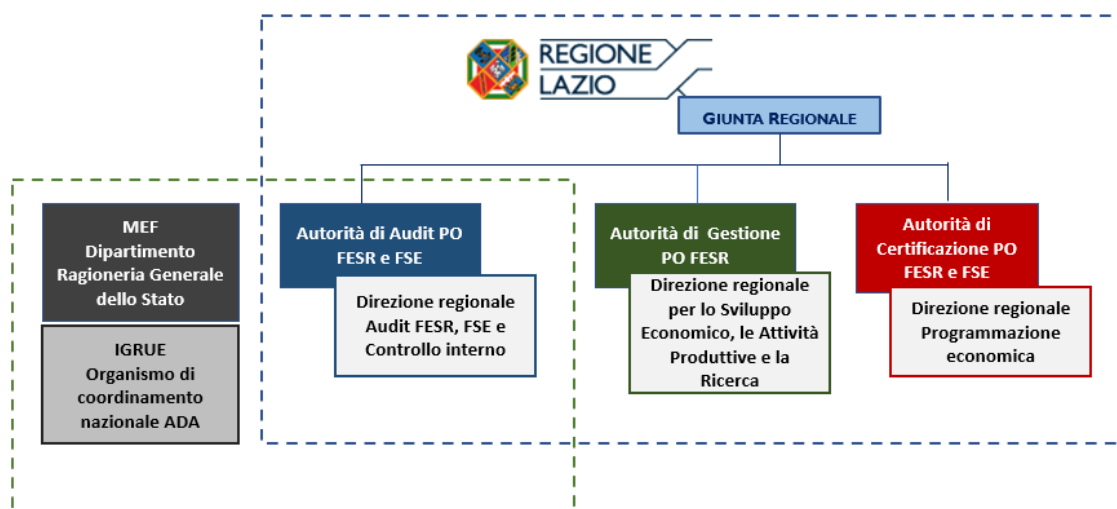 REGIONE
LAZIO
GIUNTA REGIONALE
MEF
Dipartimento
Ragioneria Generale
dello Stato
IGRUE
Organismo di
coordinamento
nazionale ADA
Autorità di Audit PO
FESR e FSE
Direzione regionale
Audit FESR, FSE e
Controllo interno
Autorità di Gestione
PO FESR
Direzione regionale
per lo Sviluppo
Economico, le Attività
Produttive e la
Ricerca
Autorità di
Certificazione PO
FESR e FSE
Direzione regionale
Programmazione
economica